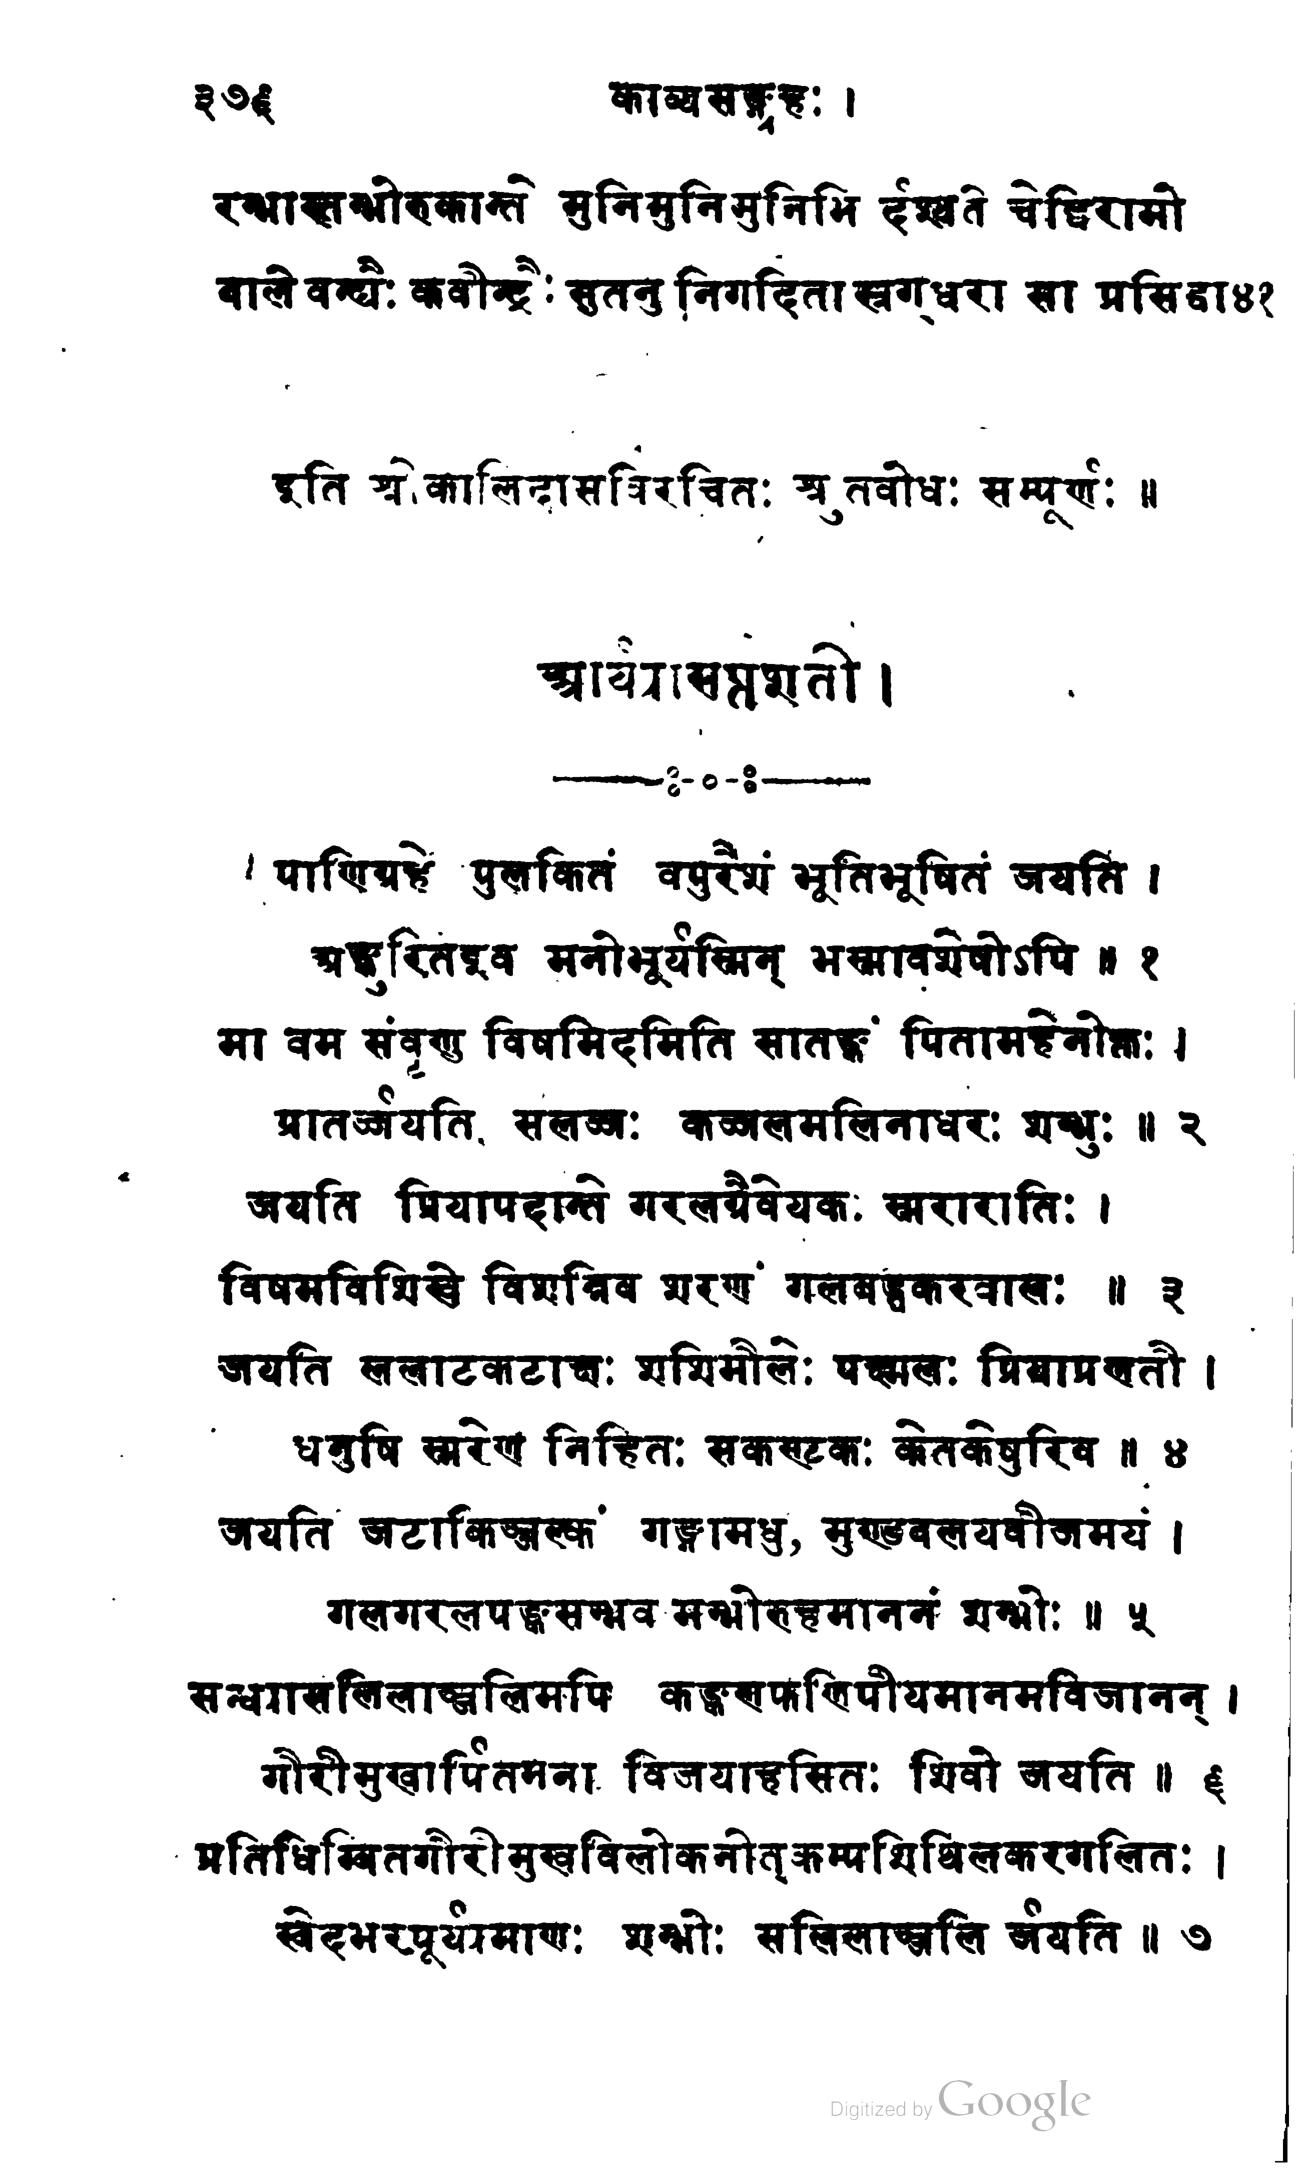 ३७६ काव्यसङ्ग्रहः ।
रम्भास्तम्भोरुकान्ते मुनिमुनिमुनिभि र्दृश्यते चेद्विरामो
वाले वन्द्यैः कवीन्द्रैः सुतनु निगदिता स्रग्धरा सा प्रसिद्धा ४१
इति श्रीकालिदासविरचितः श्रुतवोधः सम्पूर्णः ॥
आर्य्यासप्तशती ।
पाणिग्रहे पुलकितं वपुरैशं भूतिभूषितं जयति ।
अङ्कुरितइव मनोभूर्यस्मिन् भस्मावशेषोऽपि ॥ १
मा वम संवृणु विषमिदमिति सातङ्कं पितामहेनोक्तः ।
प्रातर्ज्जयति सलज्जः कज्जलमलिनाधरः शम्भुः ॥ २
जयति प्रियापदान्ते गरलग्रैवेयकः स्मरारातिः ।
विषमविशिखे विशन्निव शरणं गलबद्धकरवालः ॥ ३
जयति ललाटकटाक्षः शशिमौलेः पक्ष्मलः प्रियाप्रणतौ ।
धनुषि स्मरेण निहितः सकण्टकः केतकेषुरिव ॥ ४
जयति जटाकिञ्जल्कं गङ्गामधु, मुण्डवलयवीजमयं ।
गलगरलपङ्कसम्भव मम्भोरुहमाननं शम्भोः ॥ ५
सन्ध्यासलिलाञ्जलिमपि कङ्कणफणिपीयमानमविजानन् ।
गौरीमुखार्पितमना विजयाहसितः शिवो जयति ॥ ६
प्रतिविम्बितगौरीमुखविलोकनोत्कम्पशिथिलकरगलितः ।
स्वेदभरपूर्य्यमाणः शम्भोः सलिलाञ्जलि र्जयति ॥ ७
Digitized by Google